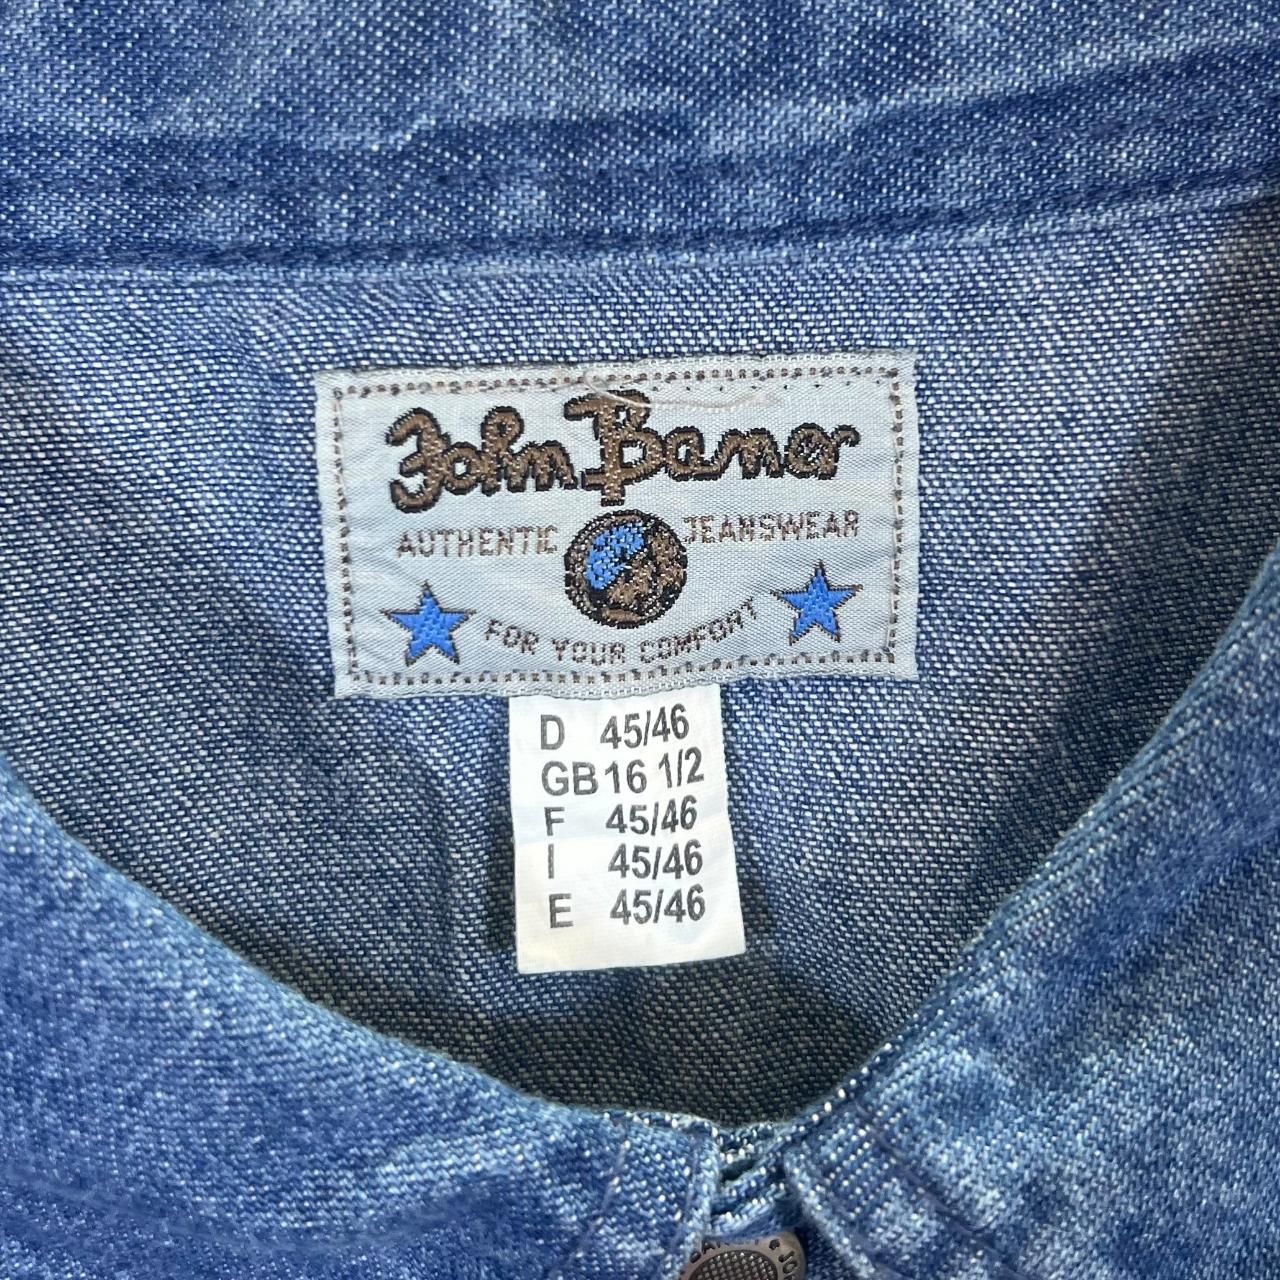 John Baner
AUTHENTIC JEANSWEAR
FOR YOUR COMFORT
D 45/46
GB 16 1/2
F 45/46
I 45/46
E 45/46